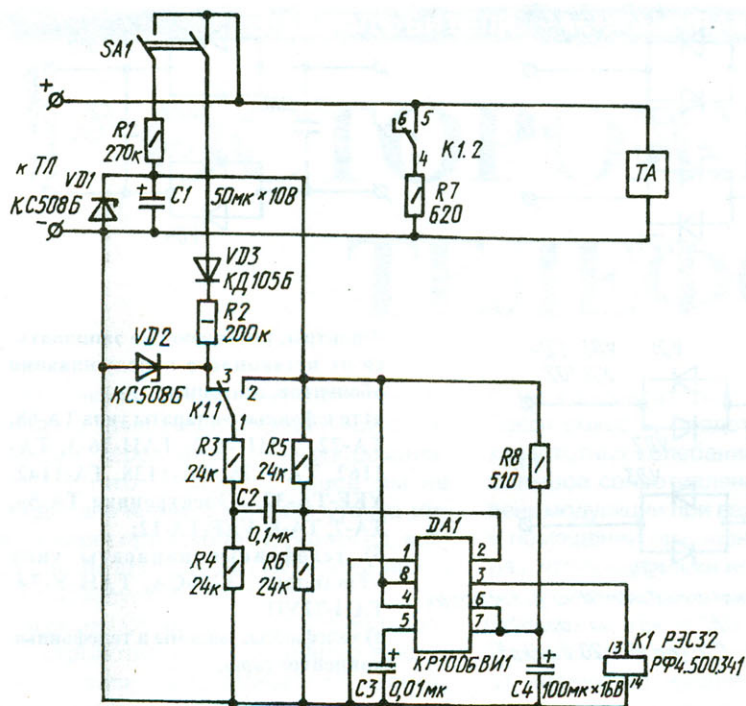 SA1
+
R1
270к
к ТЛ
VD1
КС508Б
+
C1
50мк×10В
−
6 5
K1.2
4
R7
620
ТА
VD3
КД105Б
R2
200к
VD2
КС508Б
3
2
K1.1
1
R3
24к
R5
24к
C2
0,1мк
R4
24к
R6
24к
R8
510
DA1
1
8
4
5
2
3
6
7
КР1006ВИ1
C3
+
0,01мк
+
C4
100мк×16В
13
14
K1 РЭС32
РФ4.500.341